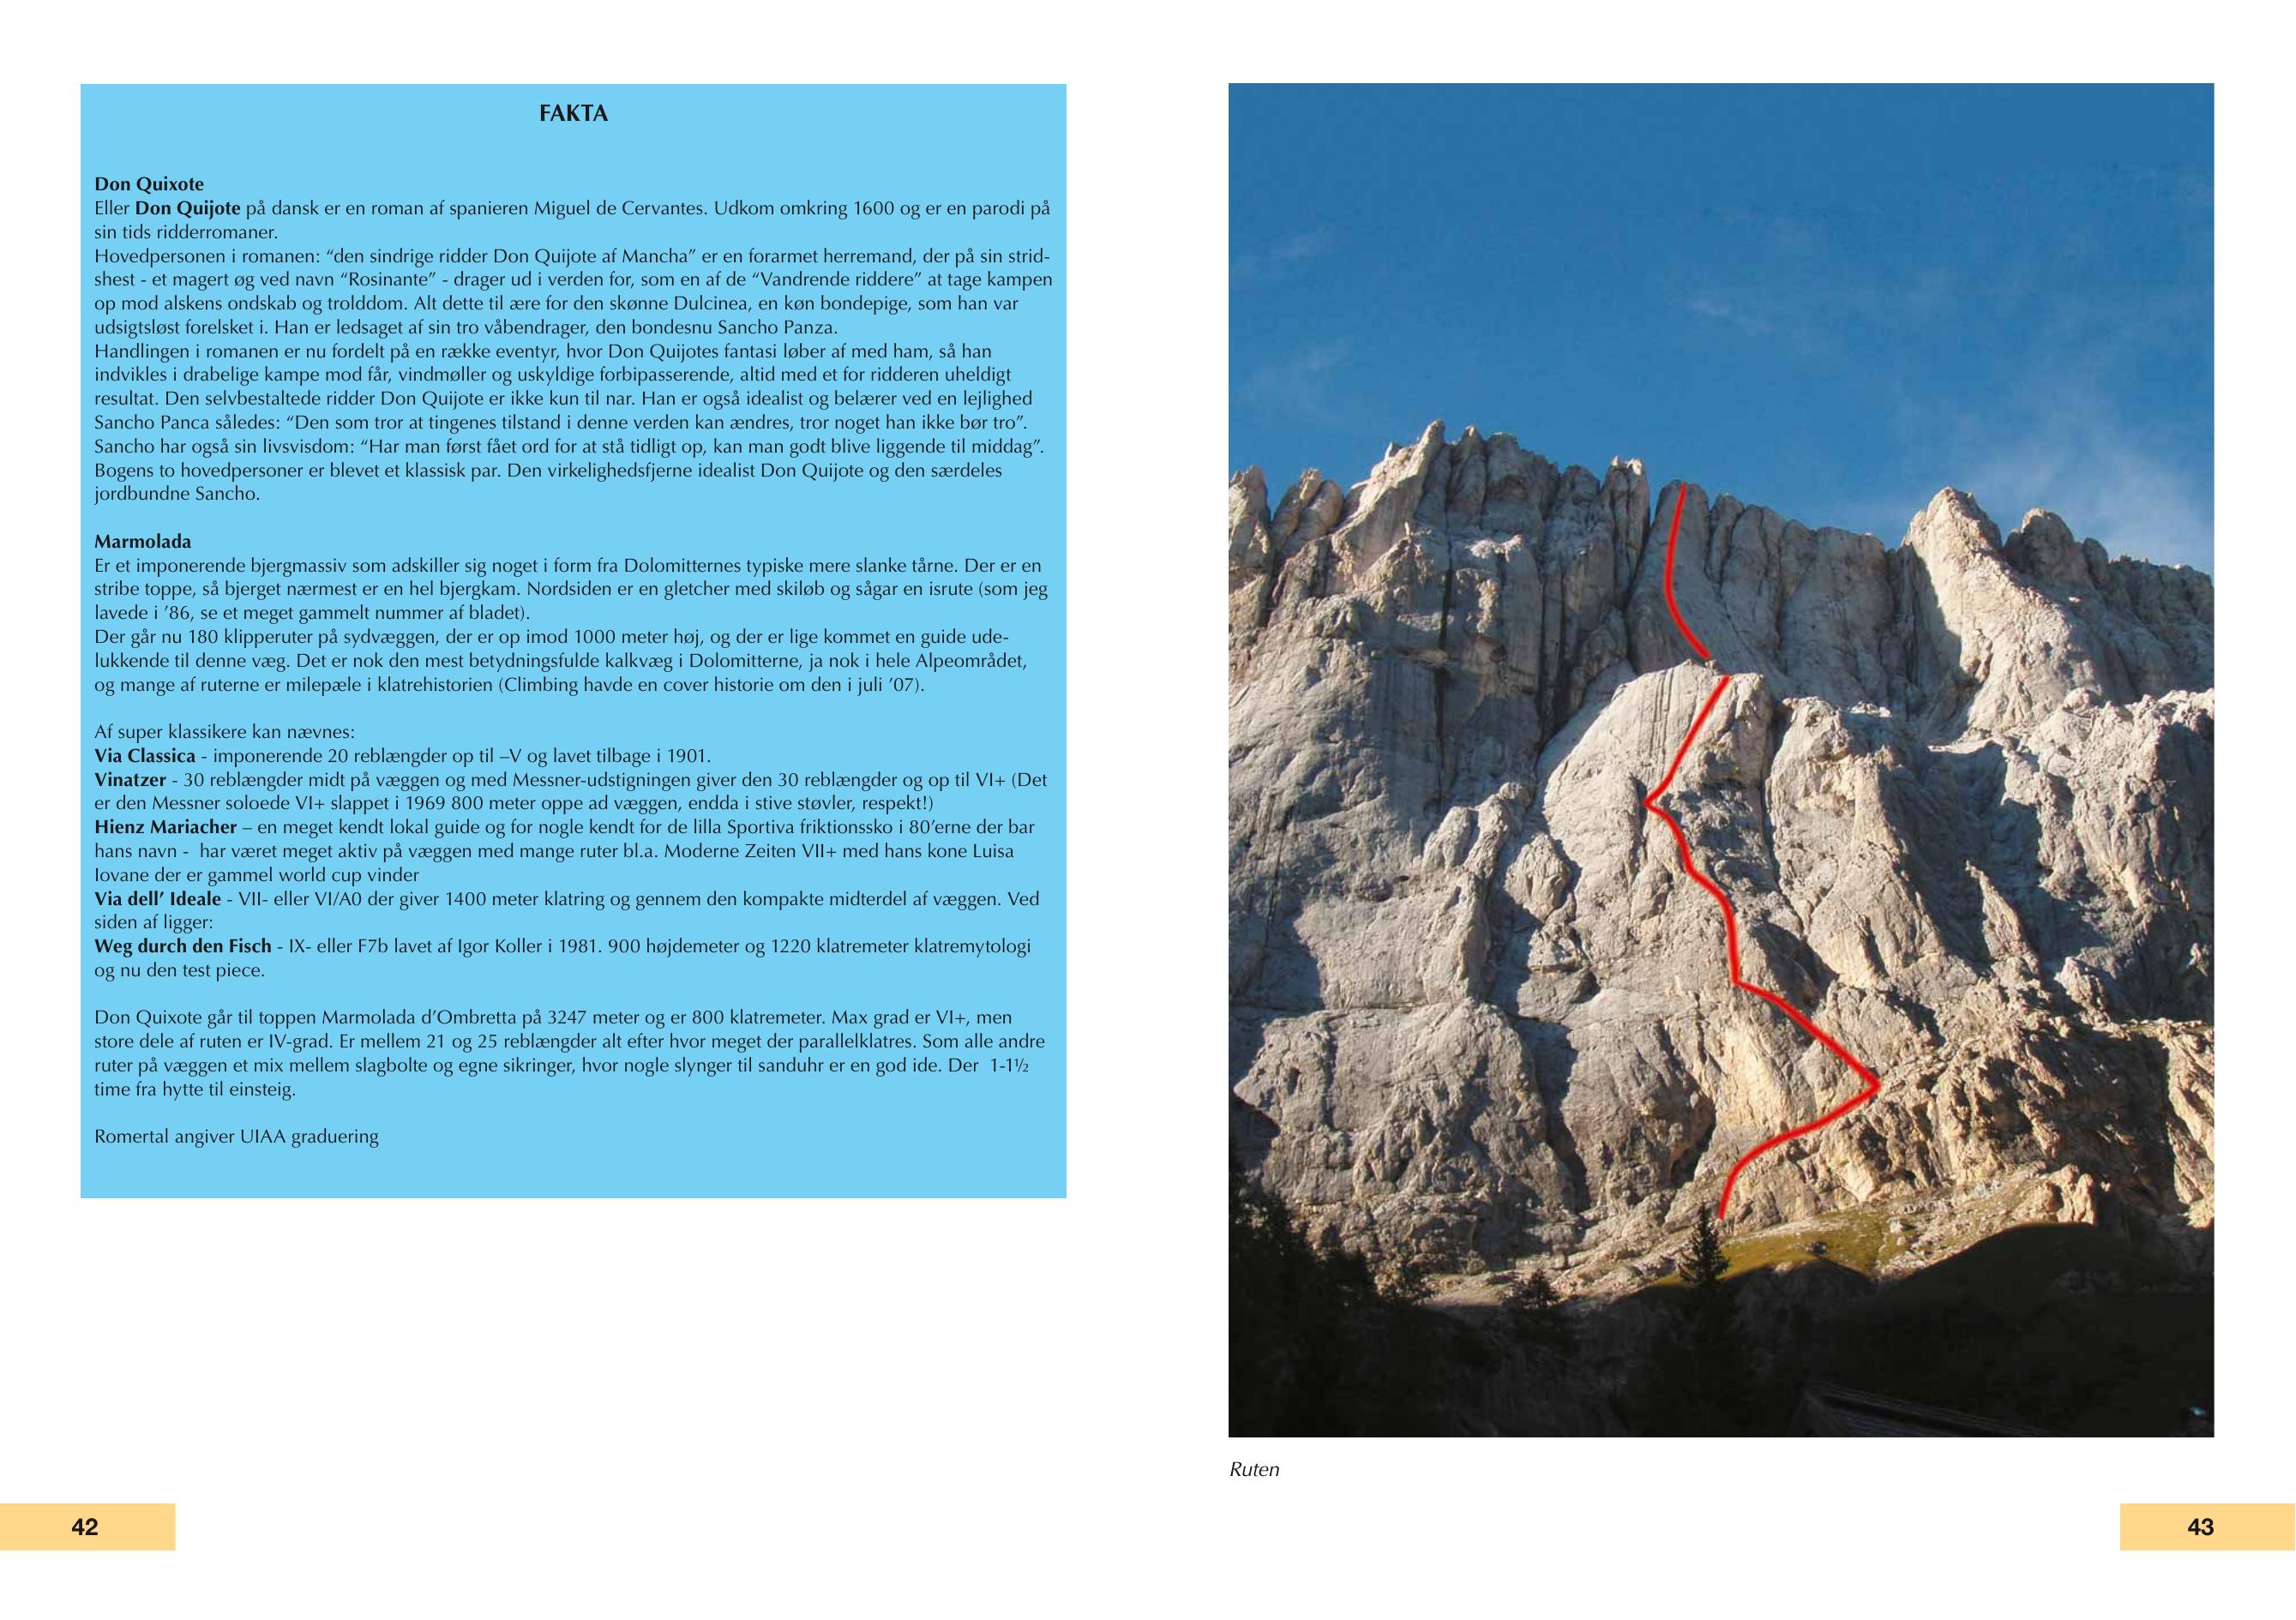 FAKTA
Don Quixote
Eller Don Quijote på dansk er en roman af spanieren Miguel de Cervantes. Udkom omkring 1600 og er en parodi på
sin tids ridderromaner.
Hovedpersonen i romanen: “den sindrige ridder Don Quijote af Mancha” er en forarmet herremand, der på sin strid-
shest - et magert øg ved navn “Rosinante” - drager ud i verden for, som en af de “Vandrende riddere” at tage kampen
op mod alskens ondskab og trolddom. Alt dette til ære for den skønne Dulcinea, en køn bondepige, som han var
udsigtsløst forelsket i. Han er ledsaget af sin tro våbendrager, den bondesnu Sancho Panza.
Handlingen i romanen er nu fordelt på en række eventyr, hvor Don Quijotes fantasi løber af med ham, så han
indvikles i drabelige kampe mod får, vindmøller og uskyldige forbipasserende, altid med et for ridderen uheldigt
resultat. Den selvbestaltede ridder Don Quijote er ikke kun til nar. Han er også idealist og belærer ved en lejlighed
Sancho Panca således: “Den som tror at tingenes tilstand i denne verden kan ændres, tror noget han ikke bør tro”.
Sancho har også sin livsvisdom: “Har man først fået ord for at stå tidligt op, kan man godt blive liggende til middag”.
Bogens to hovedpersoner er blevet et klassisk par. Den virkelighedsfjerne idealist Don Quijote og den særdeles
jordbundne Sancho.
Marmolada
Er et imponerende bjergmassiv som adskiller sig noget i form fra Dolomitternes typiske mere slanke tårne. Der er en
stribe toppe, så bjerget nærmest er en hel bjergkam. Nordsiden er en gletcher med skiløb og sågar en isrute (som jeg
lavede i ’86, se et meget gammelt nummer af bladet).
Der går nu 180 klipperuter på sydvæggen, der er op imod 1000 meter høj, og der er lige kommet en guide ude-
lukkende til denne væg. Det er nok den mest betydningsfulde kalkvæg i Dolomitterne, ja nok i hele Alpeområdet,
og mange af ruterne er milepæle i klatrehistorien (Climbing havde en cover historie om den i juli ’07).
Af super klassikere kan nævnes:
Via Classica - imponerende 20 reblængder op til –V og lavet tilbage i 1901.
Vinatzer - 30 reblængder midt på væggen og med Messner-udstigningen giver den 30 reblængder og op til VI+ (Det
er den Messner soloede VI+ slappet i 1969 800 meter oppe ad væggen, endda i stive støvler, respekt!)
Hienz Mariacher – en meget kendt lokal guide og for nogle kendt for de lilla Sportiva friktionssko i 80’erne der bar
hans navn -  har været meget aktiv på væggen med mange ruter bl.a. Moderne Zeiten VII+ med hans kone Luisa
Iovane der er gammel world cup vinder
Via dell’ Ideale - VII- eller VI/A0 der giver 1400 meter klatring og gennem den kompakte midterdel af væggen. Ved
siden af ligger:
Weg durch den Fisch - IX- eller F7b lavet af Igor Koller i 1981. 900 højdemeter og 1220 klatremeter klatremytologi
og nu den test piece.
Don Quixote går til toppen Marmolada d’Ombretta på 3247 meter og er 800 klatremeter. Max grad er VI+, men
store dele af ruten er IV-grad. Er mellem 21 og 25 reblængder alt efter hvor meget der parallelklatres. Som alle andre
ruter på væggen et mix mellem slagbolte og egne sikringer, hvor nogle slynger til sanduhr er en god ide. Der  1-1½
time fra hytte til einsteig.
Romertal angiver UIAA graduering
42
Ruten
43